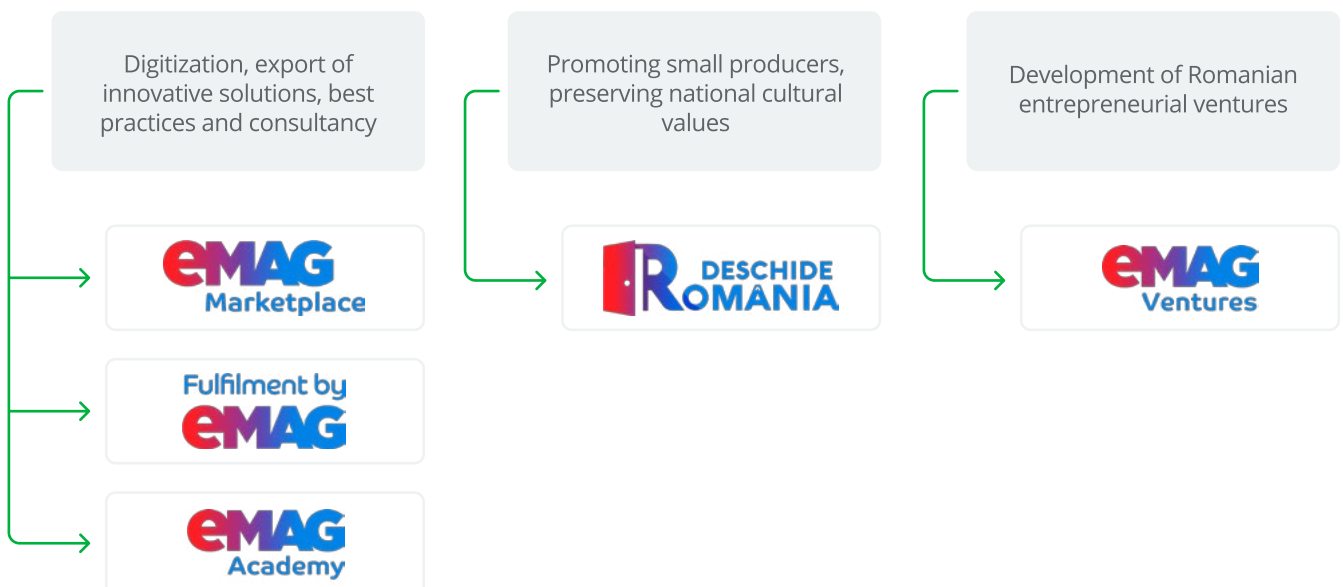 Digitization, export of
innovative solutions, best
practices and consultancy
eMAG
Marketplace
Fulfilment by
eMAG
eMAG
Academy
Promoting small producers,
preserving national cultural
values
DESCHIDE
ROMÂNIA
Development of Romanian
entrepreneurial ventures
eMAG
Ventures